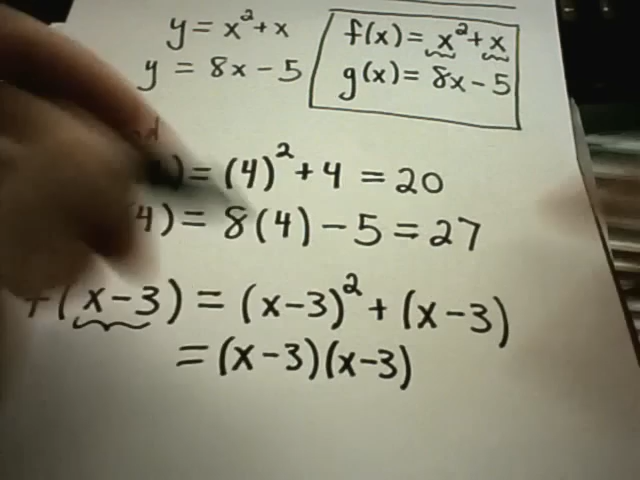 y = x² + x
y = 8x - 5
f(x) = x² + x
g(x) = 8x - 5
) = (4)² + 4 = 20
4) = 8(4) - 5 = 27
f(x-3) = (x-3)² + (x-3)
= (x-3)(x-3)